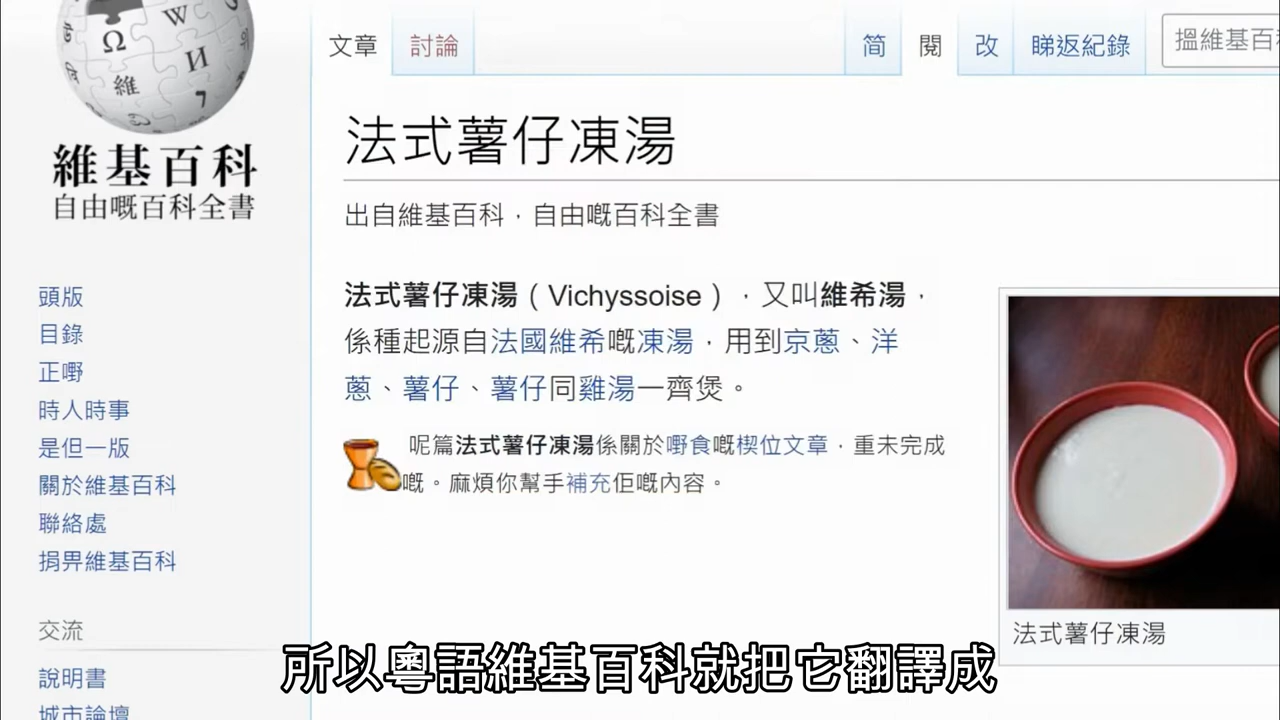 Ω
W
И
維
維基百科
自由嘅百科全書
文章
討論
简
閱
改
睇返紀錄
搵維基百
法式薯仔凍湯
出自維基百科，自由嘅百科全書
頭版
目錄
正嘢
時人時事
是但一版
關於維基百科
聯絡處
捐畀維基百科
交流
說明書
城市論壇
法式薯仔凍湯（Vichyssoise），又叫維希湯，
係種起源自法國維希嘅凍湯，用到京蔥、洋
蔥、薯仔、薯仔同雞湯一齊煲。
呢篇法式薯仔凍湯係關於嘢食嘅楔位文章，重未完成
嘅。麻煩你幫手補充佢嘅內容。
法式薯仔凍湯
所以粵語維基百科就把它翻譯成